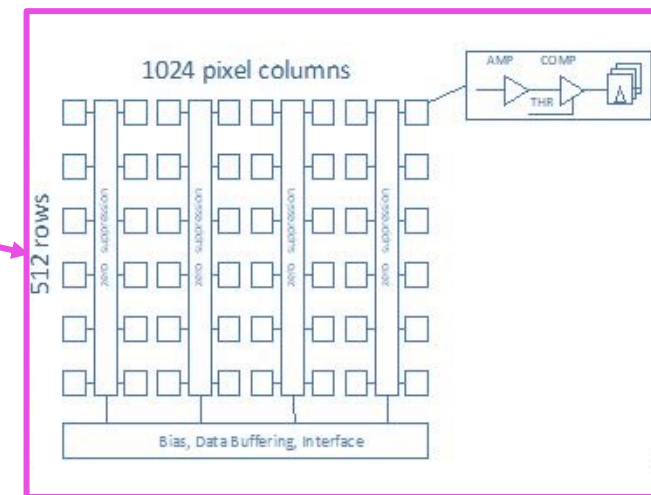 1024 pixel columns
AMP COMP
THR
512 rows
zero suppression
zero suppression
zero suppression
zero suppression
Bias, Data Buffering, Interface